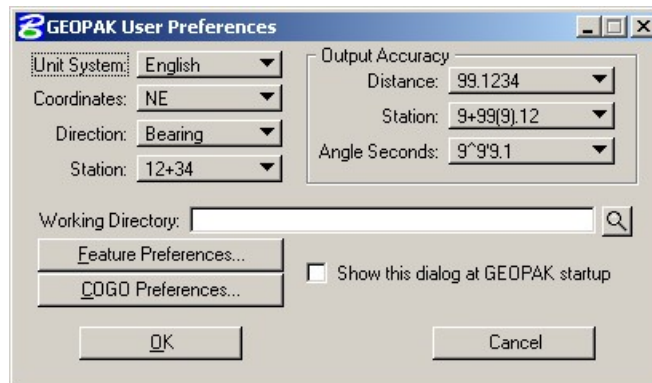 GEOPAK User Preferences
Unit System: English
Coordinates: NE
Direction: Bearing
Station: 12+34
Output Accuracy
Distance: 99.1234
Station: 9+99(9).12
Angle Seconds: 9^9'9.1
Working Directory:
Feature Preferences...
COGO Preferences...
Show this dialog at GEOPAK startup
OK
Cancel